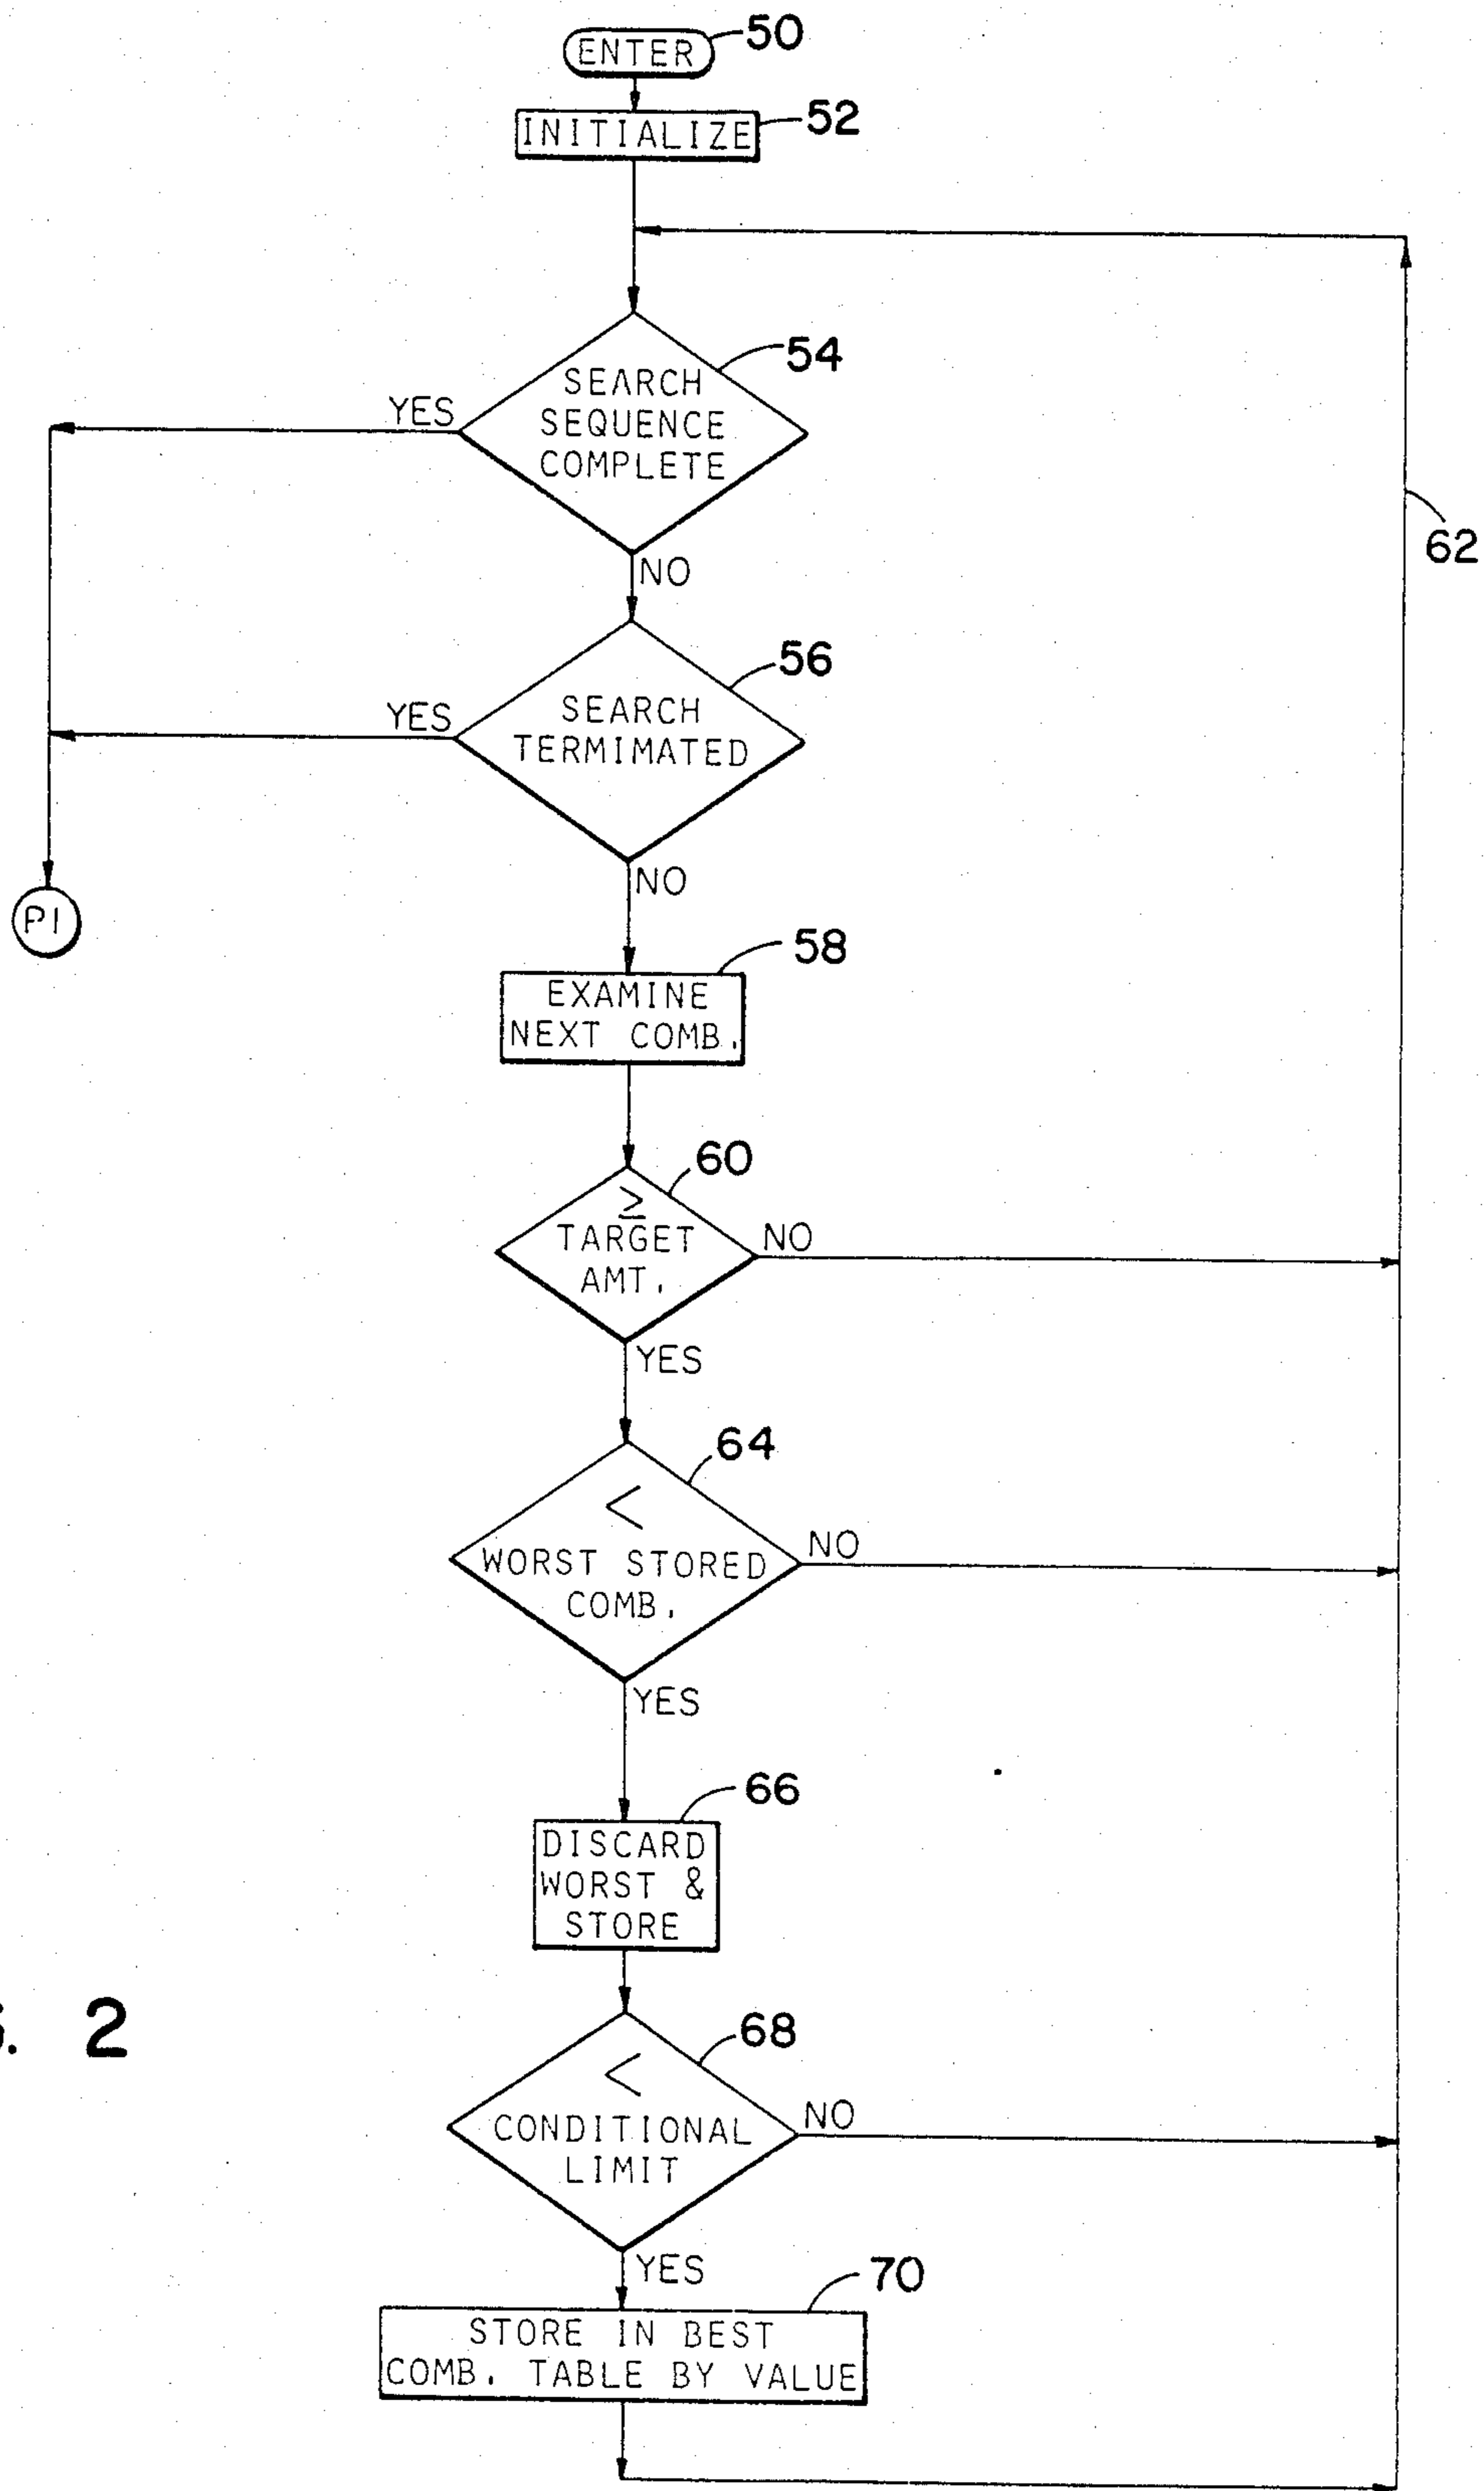 ENTER
50
INITIALIZE
52
54
SEARCH
SEQUENCE
COMPLETE
YES
NO
62
56
SEARCH
TERMIMATED
YES
NO
P1
58
EXAMINE
NEXT COMB.
60
≥
TARGET
AMT.
NO
YES
64
<
WORST STORED
COMB.
NO
YES
66
DISCARD
WORST &
STORE
68
<
CONDITIONAL
LIMIT
NO
YES
2
70
STORE IN BEST
COMB. TABLE BY VALUE